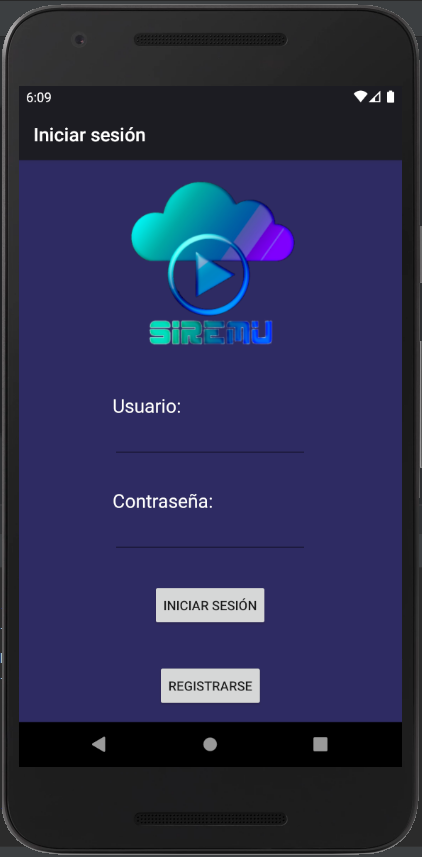 6:09
Iniciar sesión
SIREMU
Usuario:
Contraseña:
INICIAR SESIÓN
REGISTRARSE